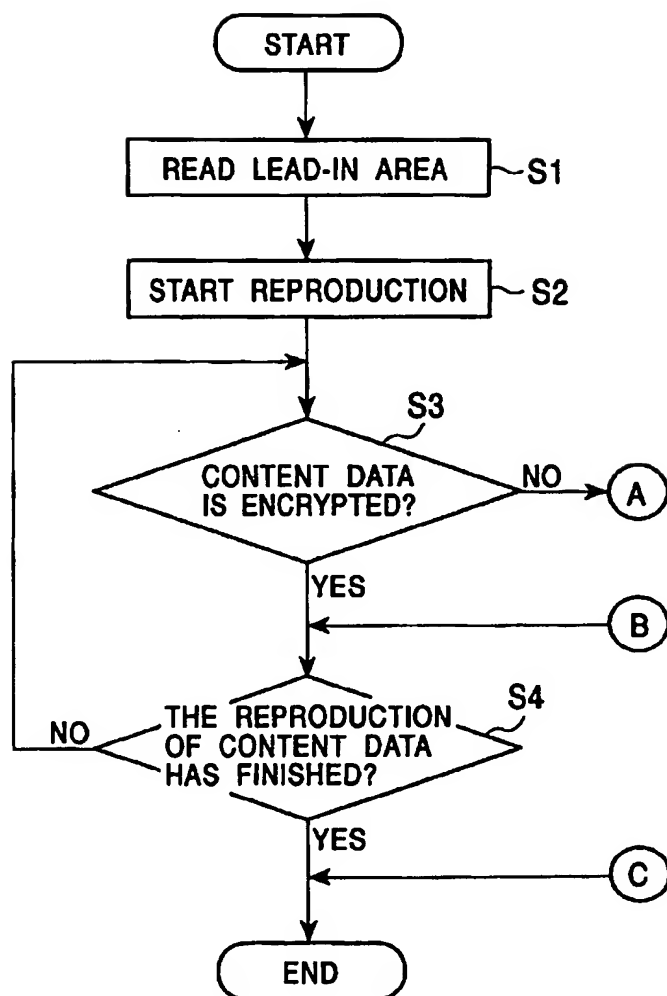 START
READ LEAD-IN AREA
S1
START REPRODUCTION
S2
S3
CONTENT DATA
IS ENCRYPTED?
NO
A
YES
B
S4
THE REPRODUCTION
OF CONTENT DATA
HAS FINISHED?
NO
YES
C
END